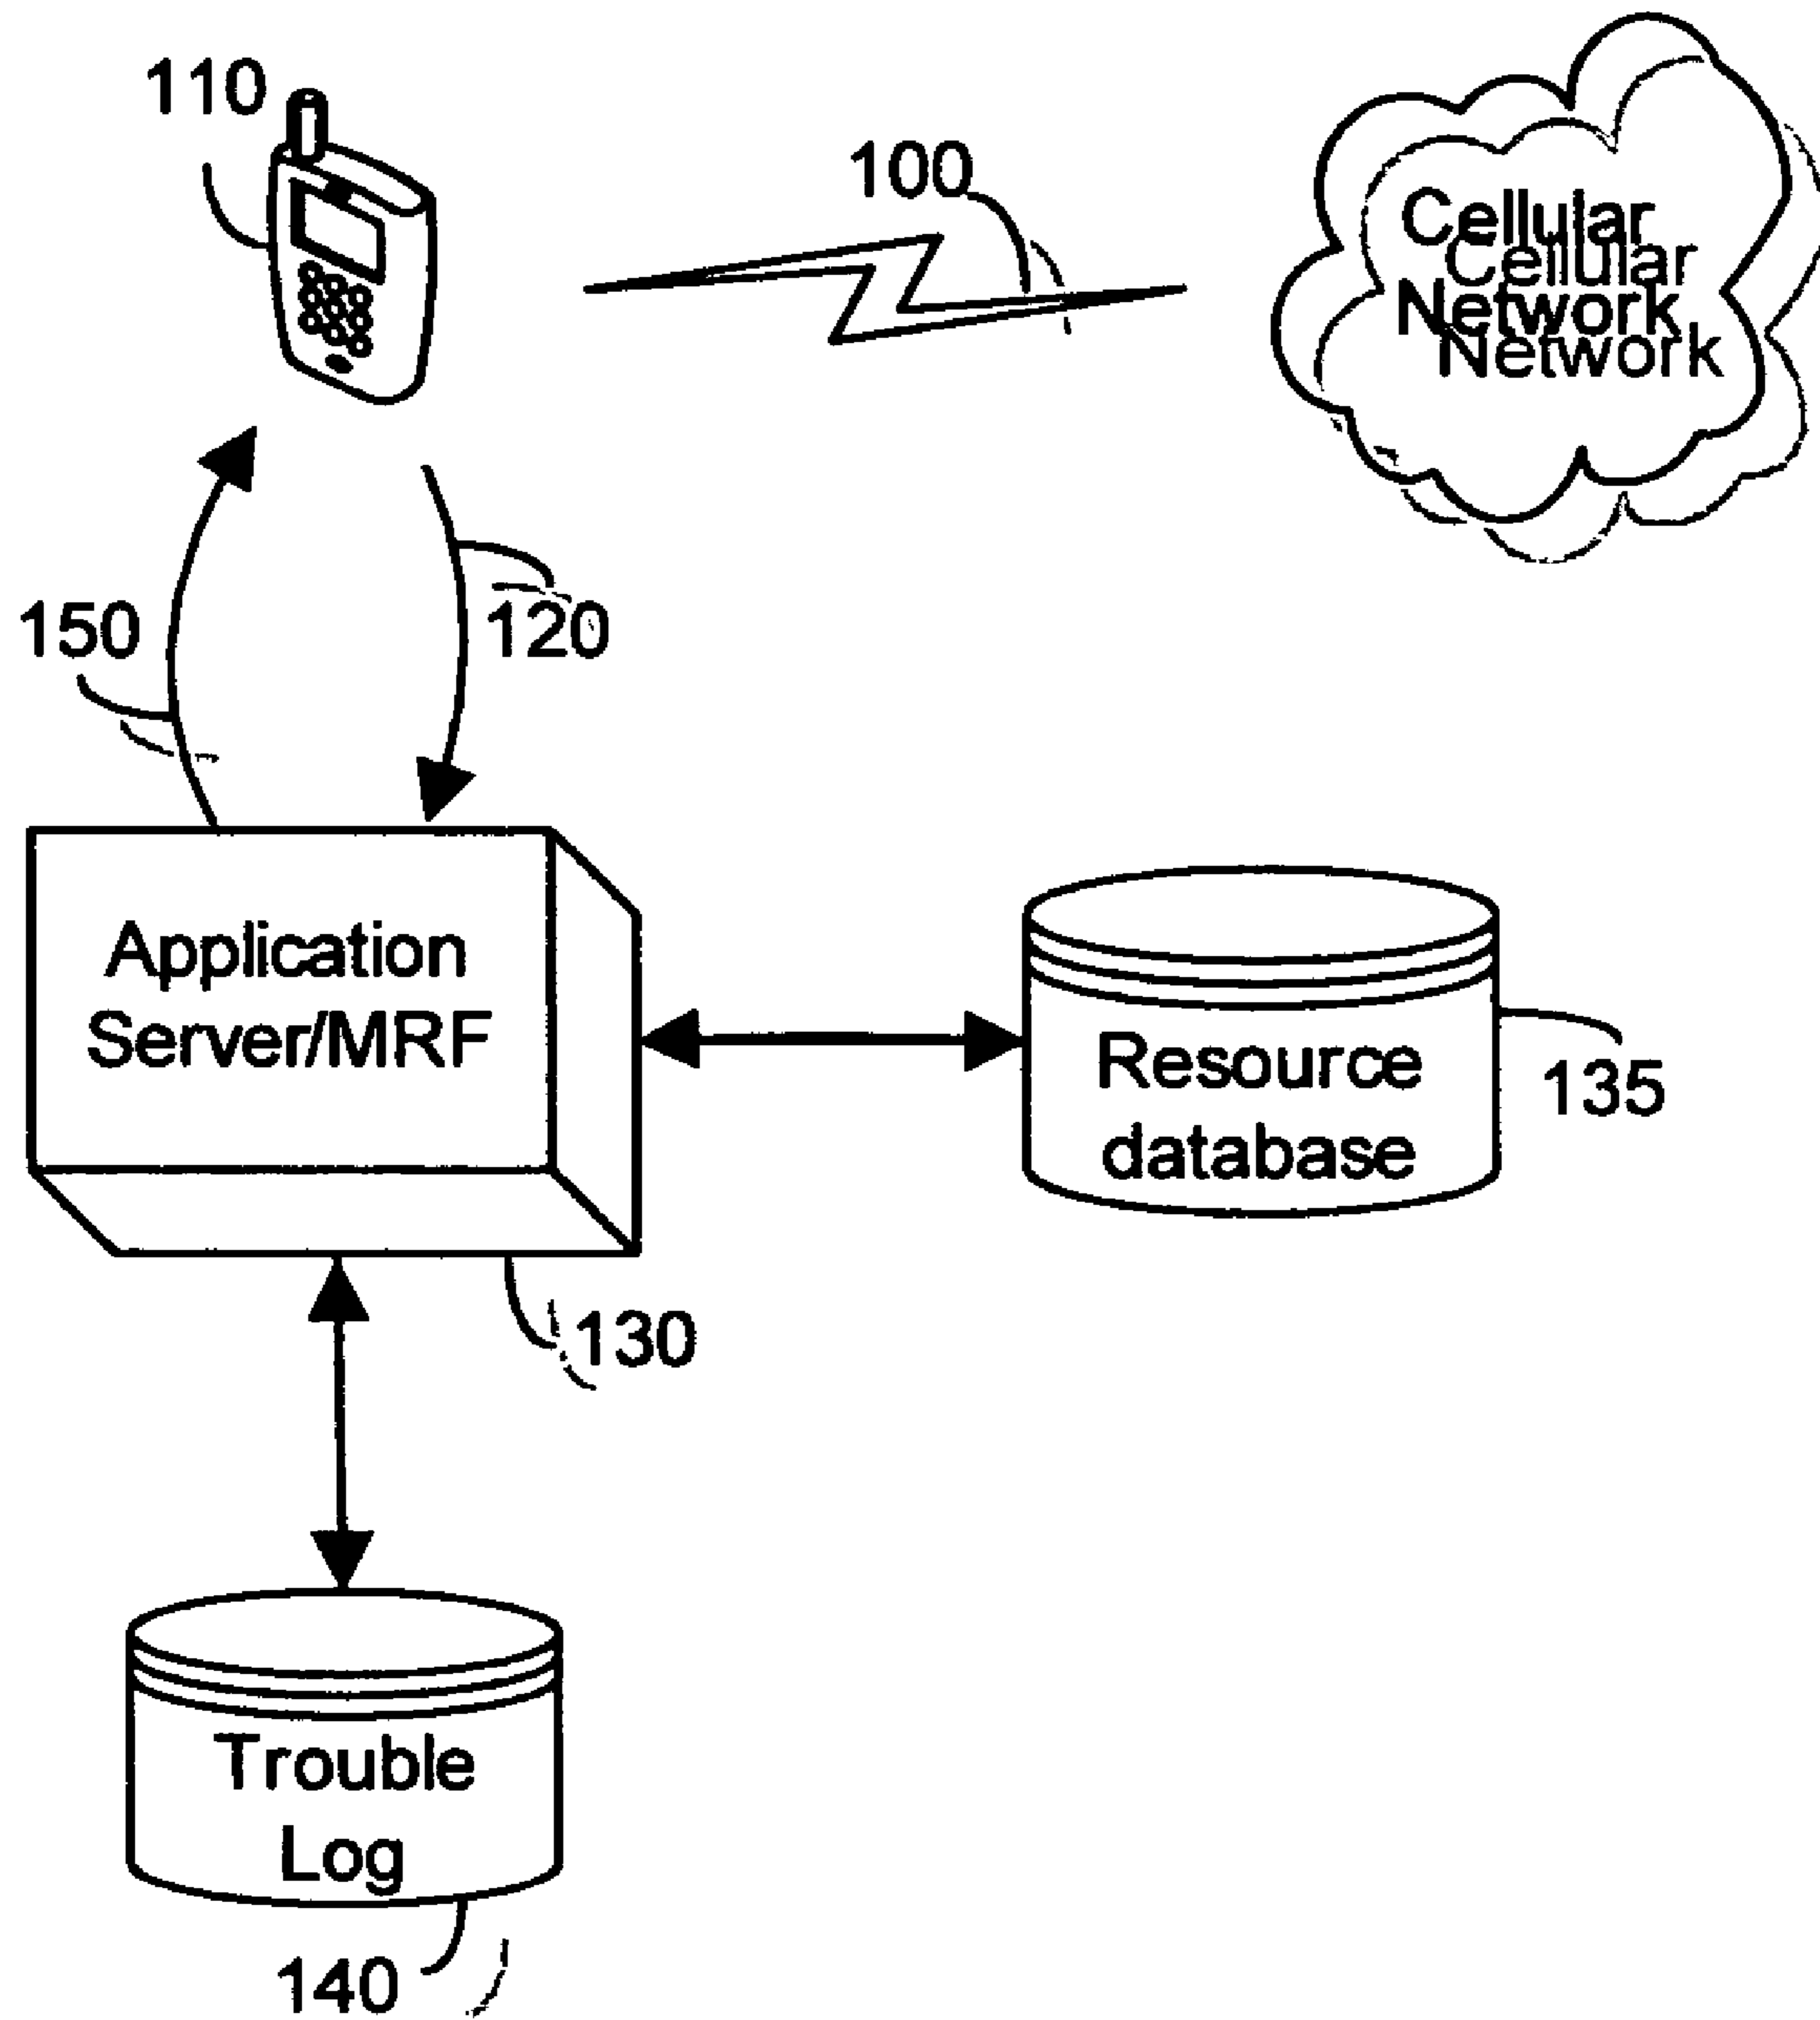 110
100
Cellular
Cellular
Network
Network
150
120
Application
Server/MRF
Resource
database
135
130
Trouble
Log
140